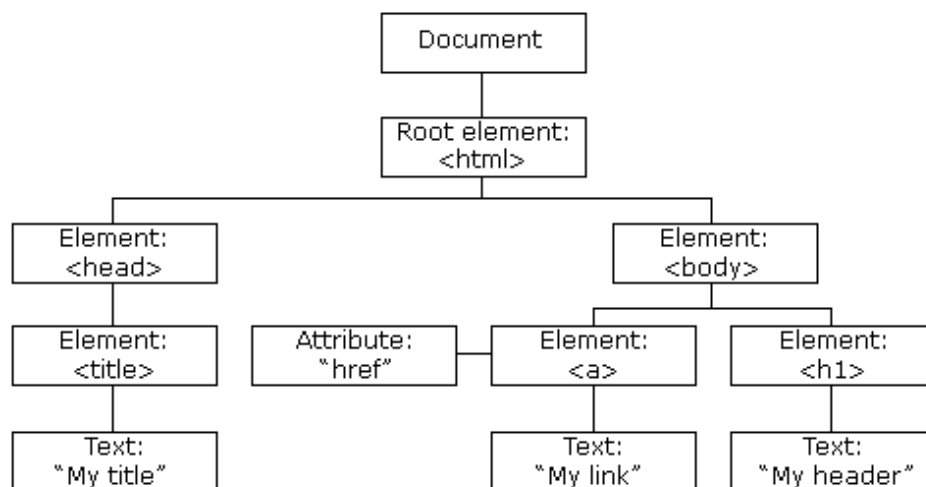 Document
Root element:
<html>
Element:
<head>
Element:
<body>
Element:
<title>
Attribute:
“href”
Element:
<a>
Element:
<h1>
Text:
“My title”
Text:
“My link”
Text:
“My header”